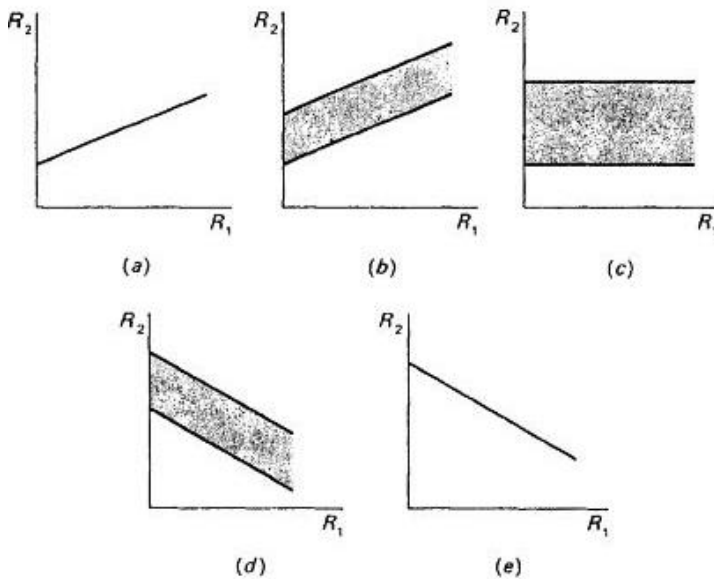 R₂ R₂ R₂
R₁ R₁ R
(a) (b) (c)
R₂ R₂
R₁ R₁
(d) (e)